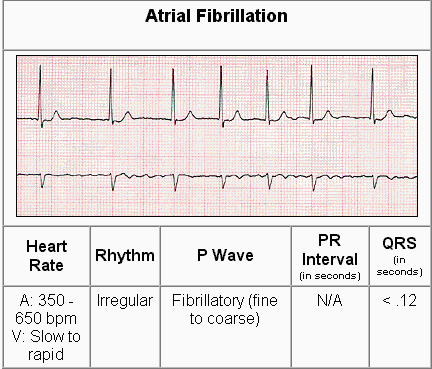 Atrial Fibrillation
Heart Rate
Rhythm
P Wave
PR Interval (in seconds)
QRS (in seconds)
A: 350 - 650 bpm
V: Slow to rapid
Irregular
Fibrillatory (fine to coarse)
N/A
< .12